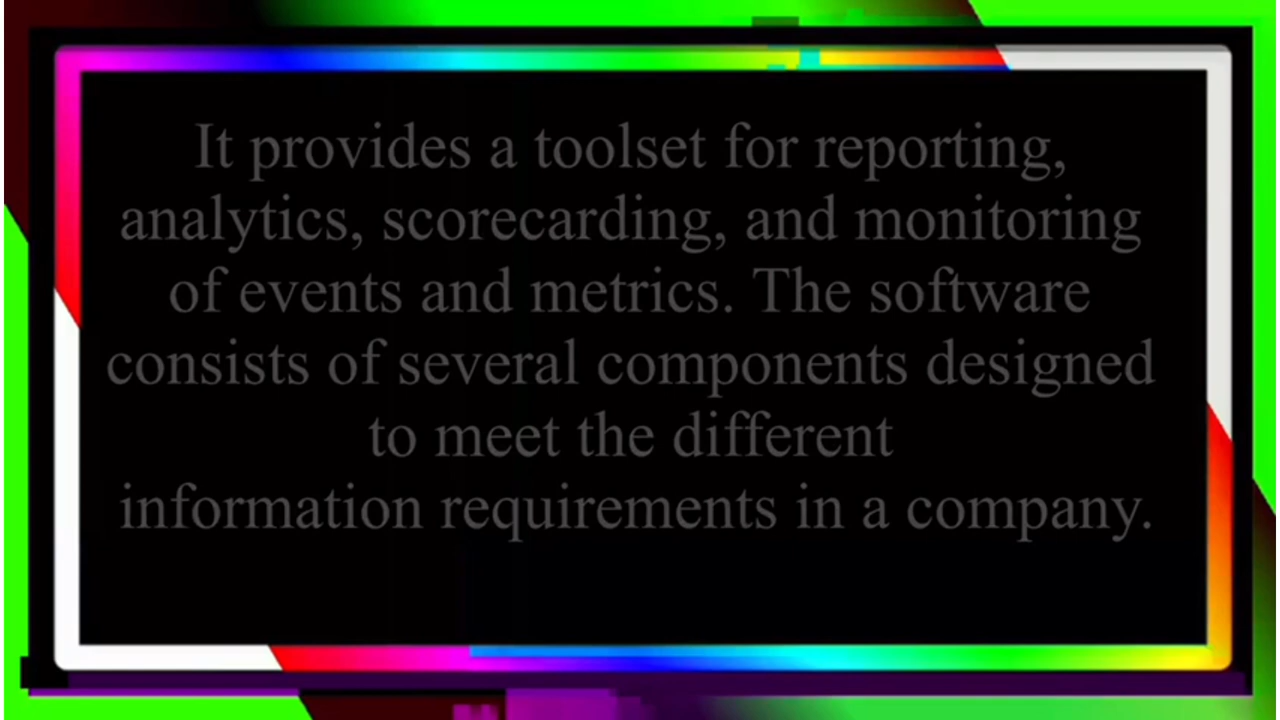 It provides a toolset for reporting,
analytics, scorecarding, and monitoring
of events and metrics. The software
consists of several components designed
to meet the different
information requirements in a company.